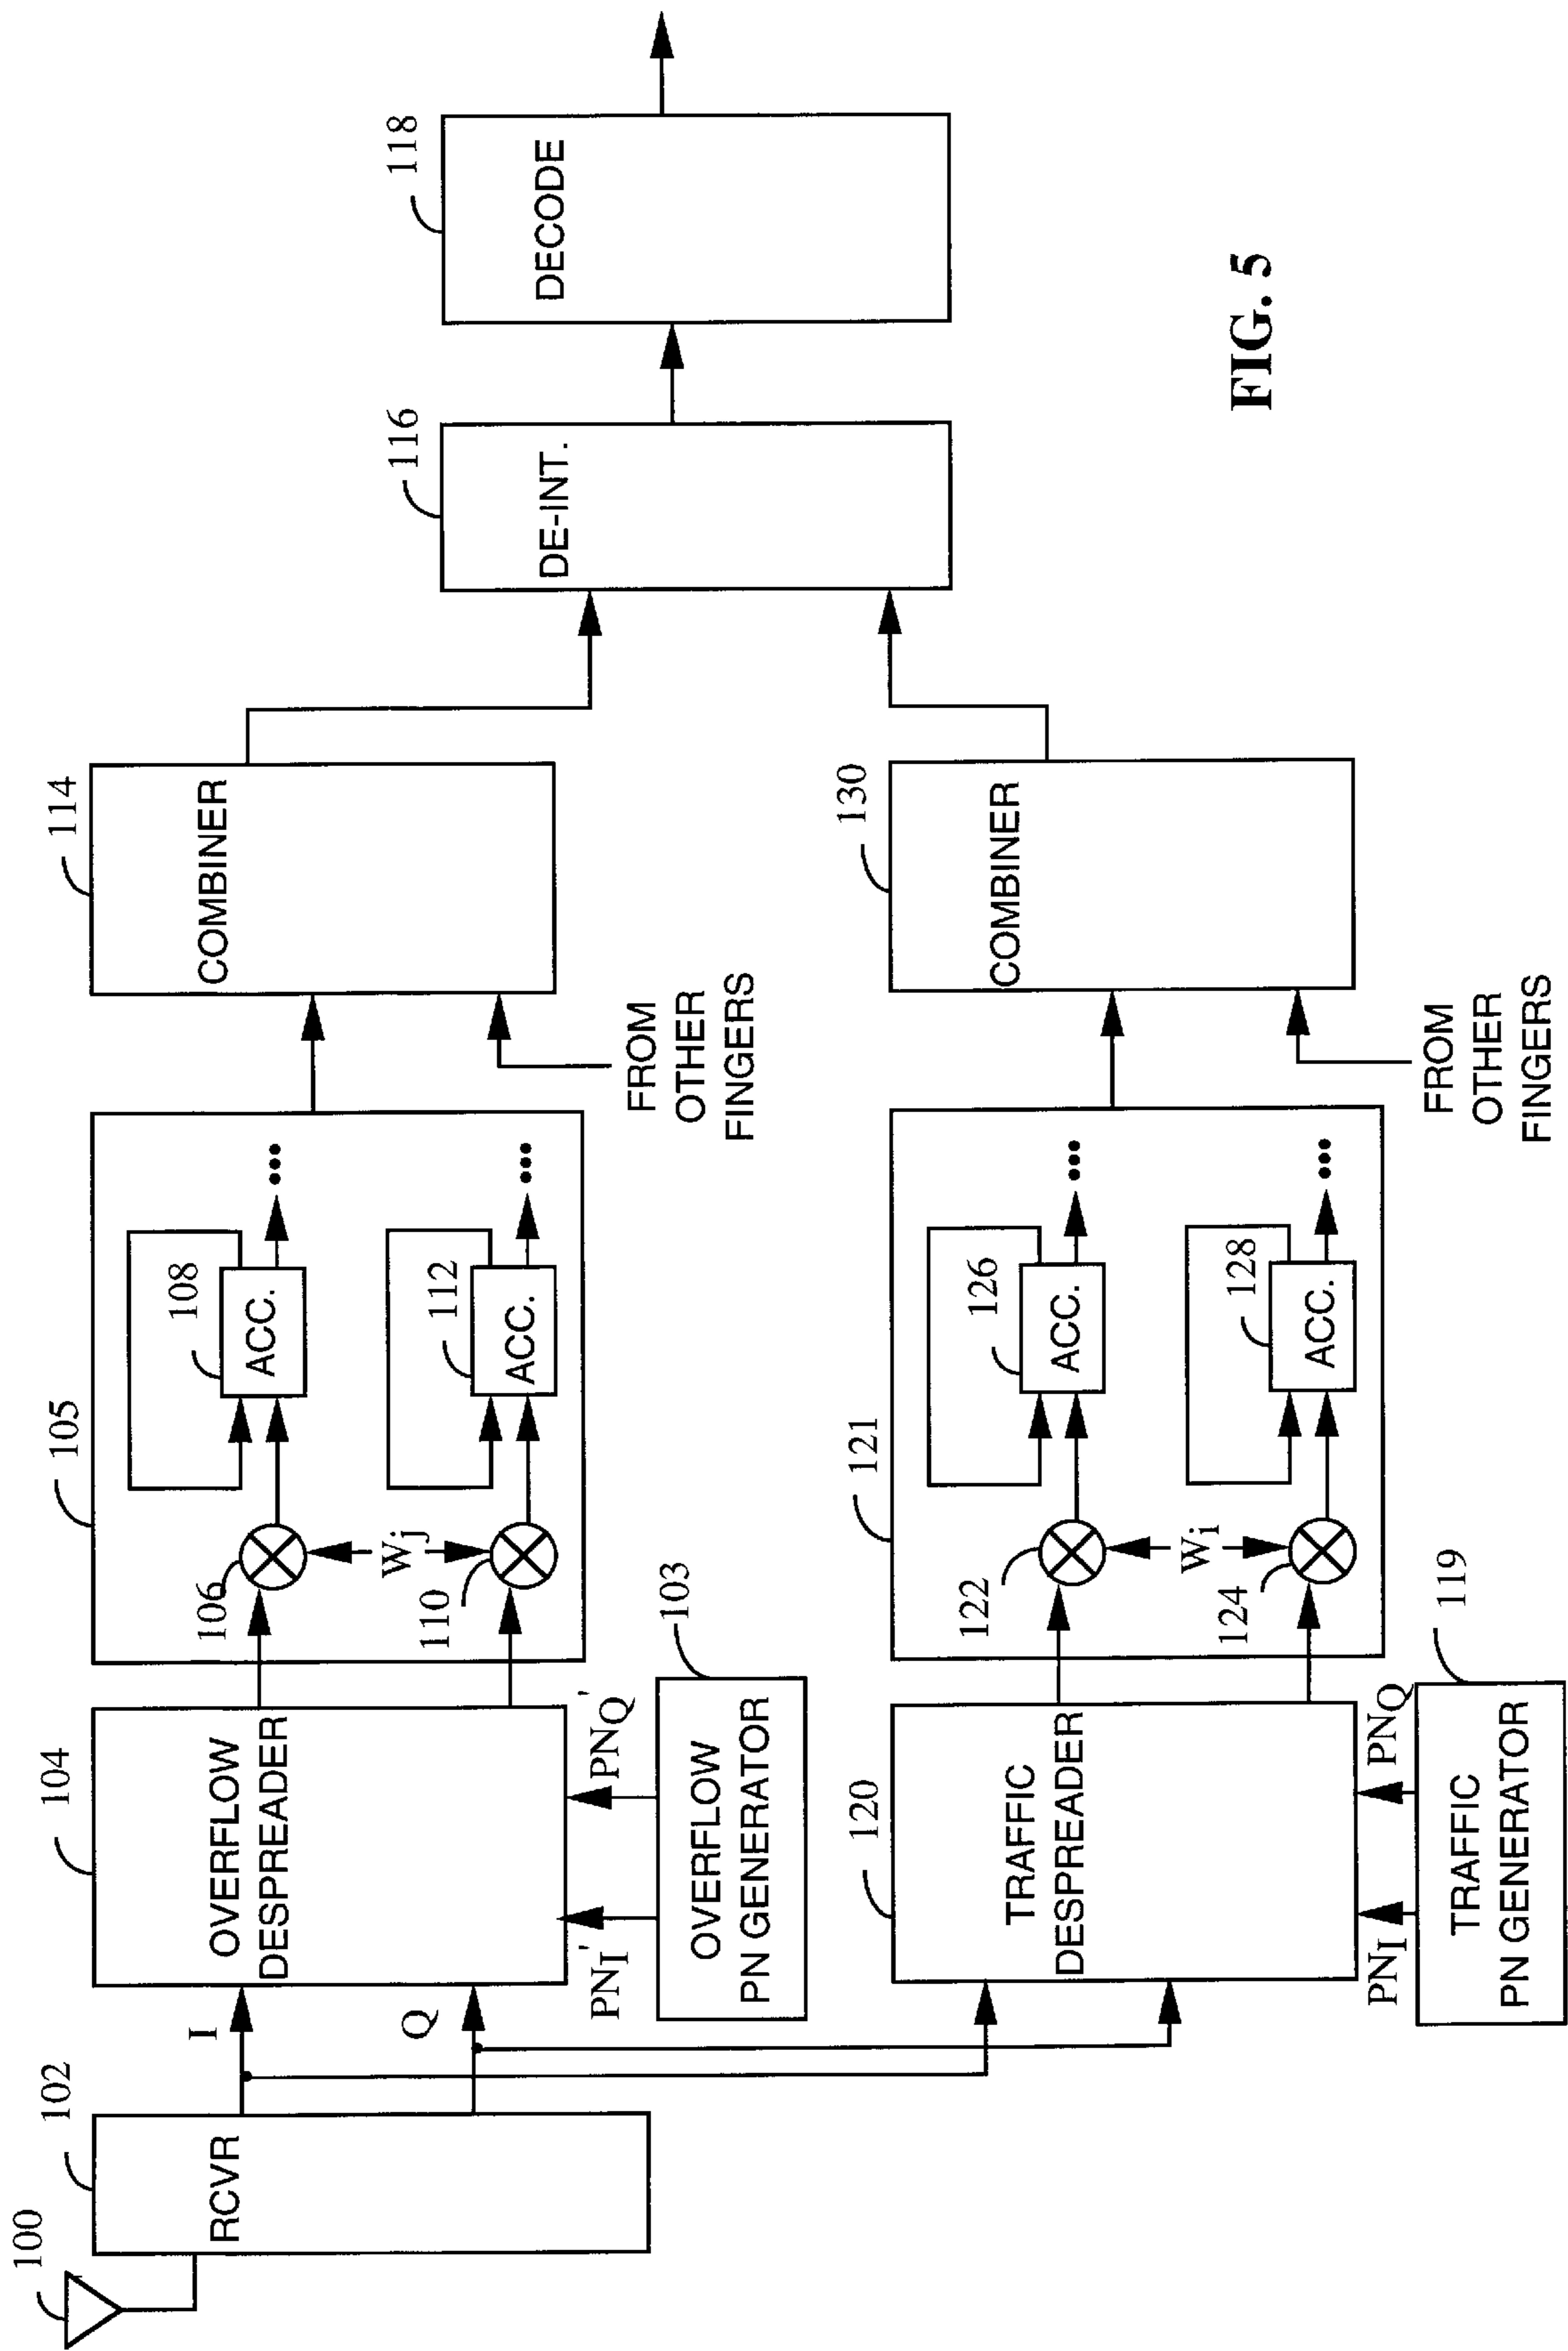 100
102
RCVR
I
Q
104
OVERFLOW
DESPREADER
PN_I'
PN_Q'
OVERFLOW
PN GENERATOR
103
105
106
W_j
110
108
ACC.
...
112
ACC.
...
FROM
OTHER
FINGERS
114
COMBINER
116
DE-INT.
118
DECODE
120
TRAFFIC
DESPREADER
PN_I
PN_Q
TRAFFIC
PN GENERATOR
119
121
122
W_i
124
126
ACC.
...
128
ACC.
...
FROM
OTHER
FINGERS
130
COMBINER
FIG. 5